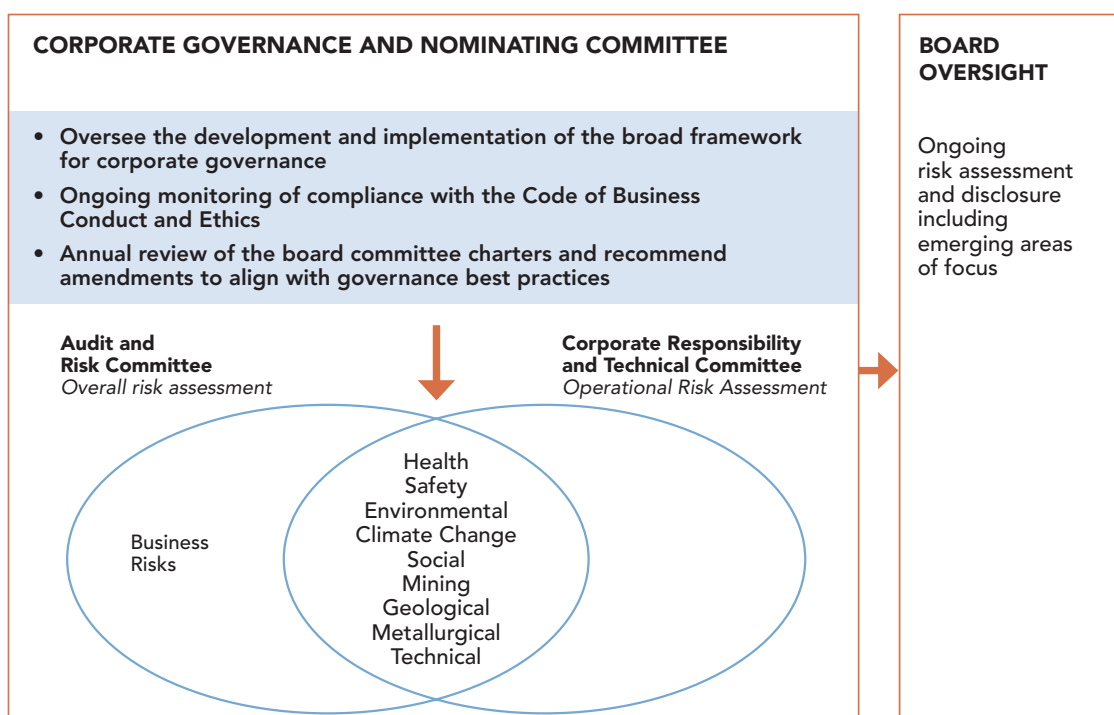 CORPORATE GOVERNANCE AND NOMINATING COMMITTEE
• Oversee the development and implementation of the broad framework
for corporate governance
• Ongoing monitoring of compliance with the Code of Business
Conduct and Ethics
• Annual review of the board committee charters and recommend
amendments to align with governance best practices
Audit and
Risk Committee
Overall risk assessment
Corporate Responsibility
and Technical Committee
Operational Risk Assessment
Business
Risks
Health
Safety
Environmental
Climate Change
Social
Mining
Geological
Metallurgical
Technical
BOARD
OVERSIGHT
Ongoing
risk assessment
and disclosure
including
emerging areas
of focus